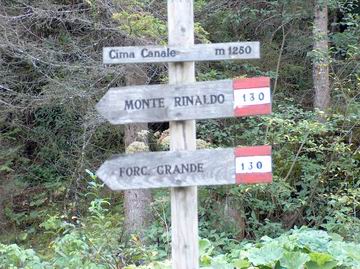 Cima Canale m 1250
MONTE RINALDO 130
FORC. GRANDE 130